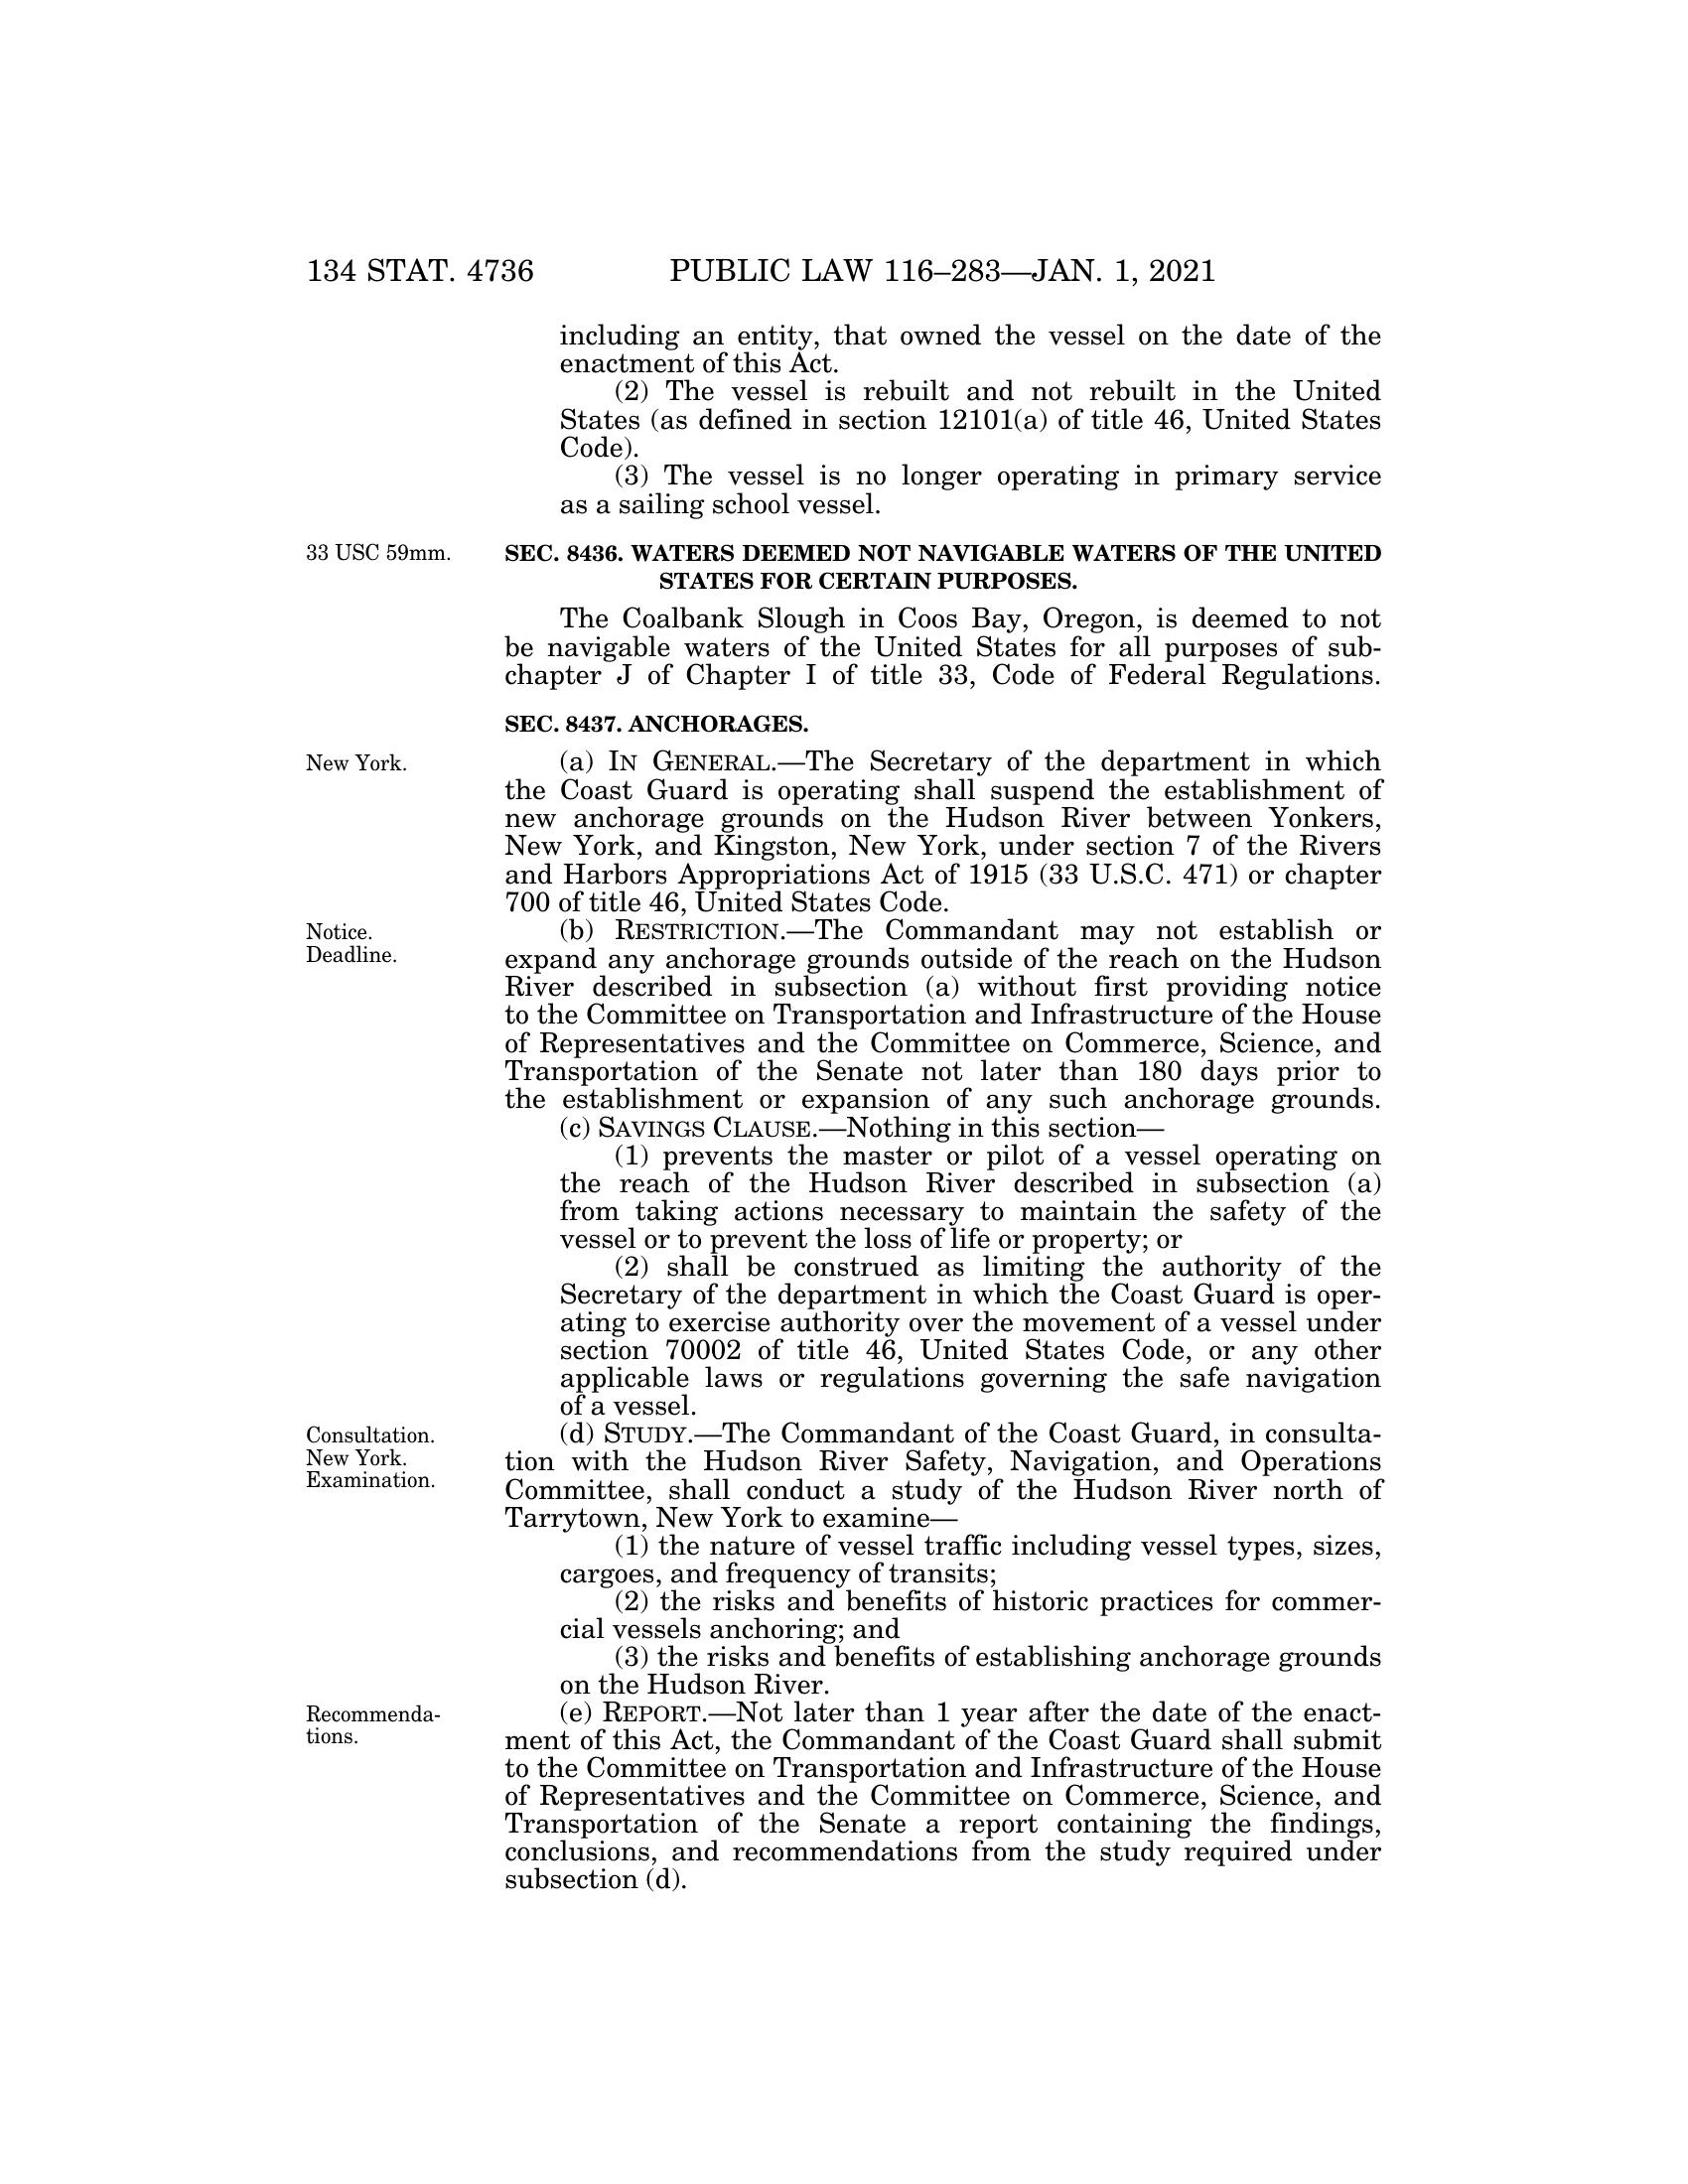 134 STAT. 4736
PUBLIC LAW 116–283—JAN. 1, 2021
including an entity, that owned the vessel on the date of the
enactment of this Act.
(2) The vessel is rebuilt and not rebuilt in the United
States (as defined in section 12101(a) of title 46, United States
Code).
(3) The vessel is no longer operating in primary service
as a sailing school vessel.
33 USC 59mm.
SEC. 8436. WATERS DEEMED NOT NAVIGABLE WATERS OF THE UNITED
STATES FOR CERTAIN PURPOSES.
The Coalbank Slough in Coos Bay, Oregon, is deemed to not
be navigable waters of the United States for all purposes of sub-
chapter J of Chapter I of title 33, Code of Federal Regulations.
SEC. 8437. ANCHORAGES.
New York.
(a) IN GENERAL.—The Secretary of the department in which
the Coast Guard is operating shall suspend the establishment of
new anchorage grounds on the Hudson River between Yonkers,
New York, and Kingston, New York, under section 7 of the Rivers
and Harbors Appropriations Act of 1915 (33 U.S.C. 471) or chapter
700 of title 46, United States Code.
Notice.
Deadline.
(b) RESTRICTION.—The Commandant may not establish or
expand any anchorage grounds outside of the reach on the Hudson
River described in subsection (a) without first providing notice
to the Committee on Transportation and Infrastructure of the House
of Representatives and the Committee on Commerce, Science, and
Transportation of the Senate not later than 180 days prior to
the establishment or expansion of any such anchorage grounds.
(c) SAVINGS CLAUSE.—Nothing in this section—
(1) prevents the master or pilot of a vessel operating on
the reach of the Hudson River described in subsection (a)
from taking actions necessary to maintain the safety of the
vessel or to prevent the loss of life or property; or
(2) shall be construed as limiting the authority of the
Secretary of the department in which the Coast Guard is oper-
ating to exercise authority over the movement of a vessel under
section 70002 of title 46, United States Code, or any other
applicable laws or regulations governing the safe navigation
of a vessel.
Consultation.
New York.
Examination.
(d) STUDY.—The Commandant of the Coast Guard, in consulta-
tion with the Hudson River Safety, Navigation, and Operations
Committee, shall conduct a study of the Hudson River north of
Tarrytown, New York to examine—
(1) the nature of vessel traffic including vessel types, sizes,
cargoes, and frequency of transits;
(2) the risks and benefits of historic practices for commer-
cial vessels anchoring; and
(3) the risks and benefits of establishing anchorage grounds
on the Hudson River.
Recommenda-
tions.
(e) REPORT.—Not later than 1 year after the date of the enact-
ment of this Act, the Commandant of the Coast Guard shall submit
to the Committee on Transportation and Infrastructure of the House
of Representatives and the Committee on Commerce, Science, and
Transportation of the Senate a report containing the findings,
conclusions, and recommendations from the study required under
subsection (d).